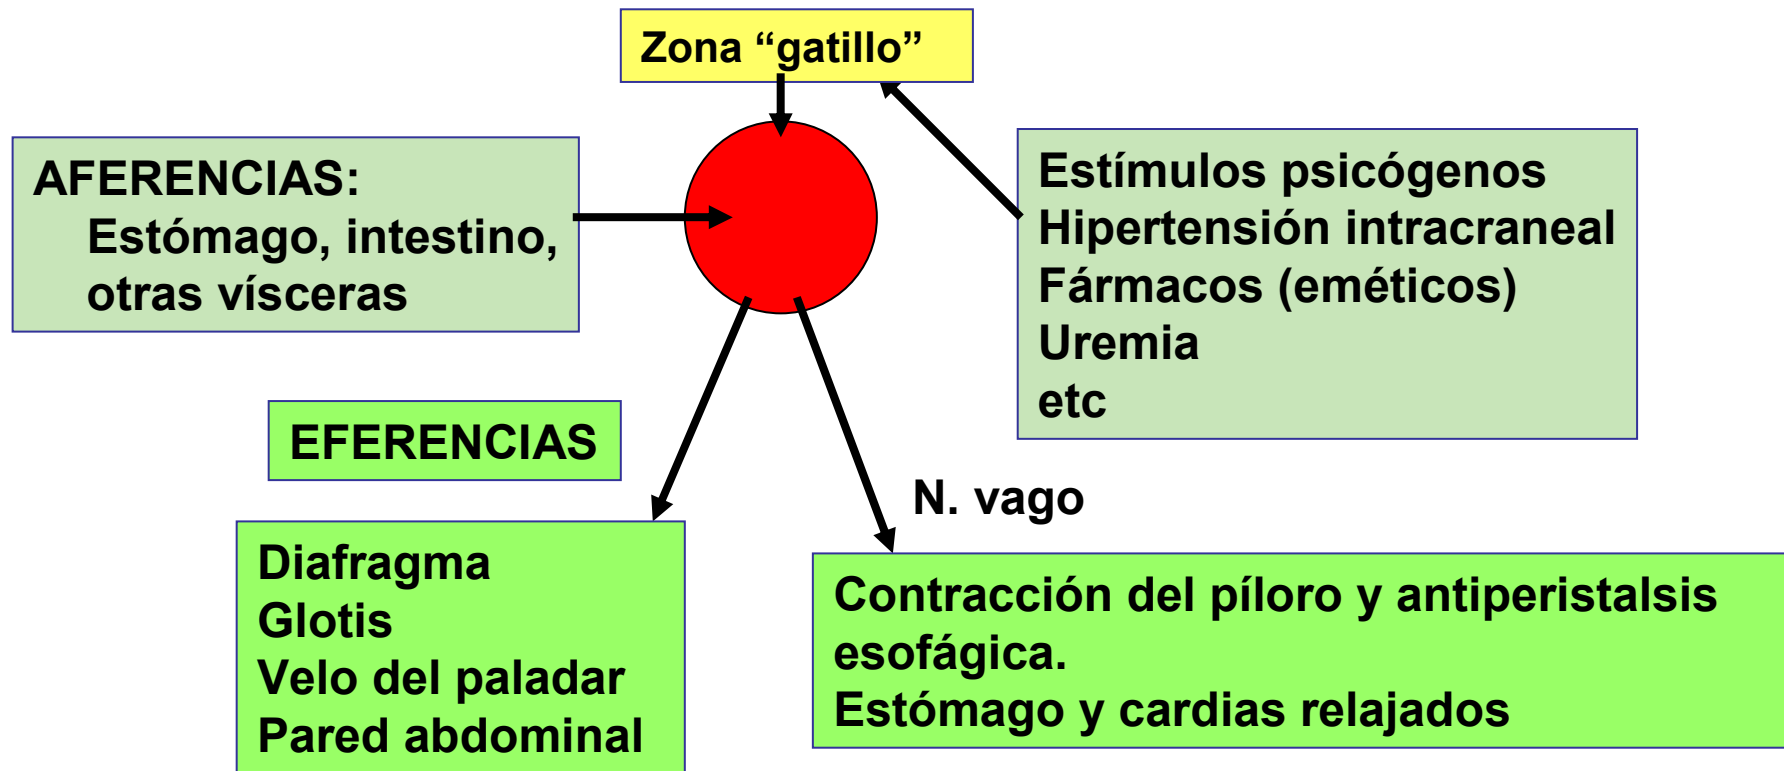 Zona “gatillo”
AFERENCIAS:
Estómago, intestino,
otras vísceras
Estímulos psicógenos
Hipertensión intracraneal
Fármacos (eméticos)
Uremia
etc
EFERENCIAS
N. vago
Diafragma
Glotis
Velo del paladar
Pared abdominal
Contracción del píloro y antiperistalsis
esofágica.
Estómago y cardias relajados